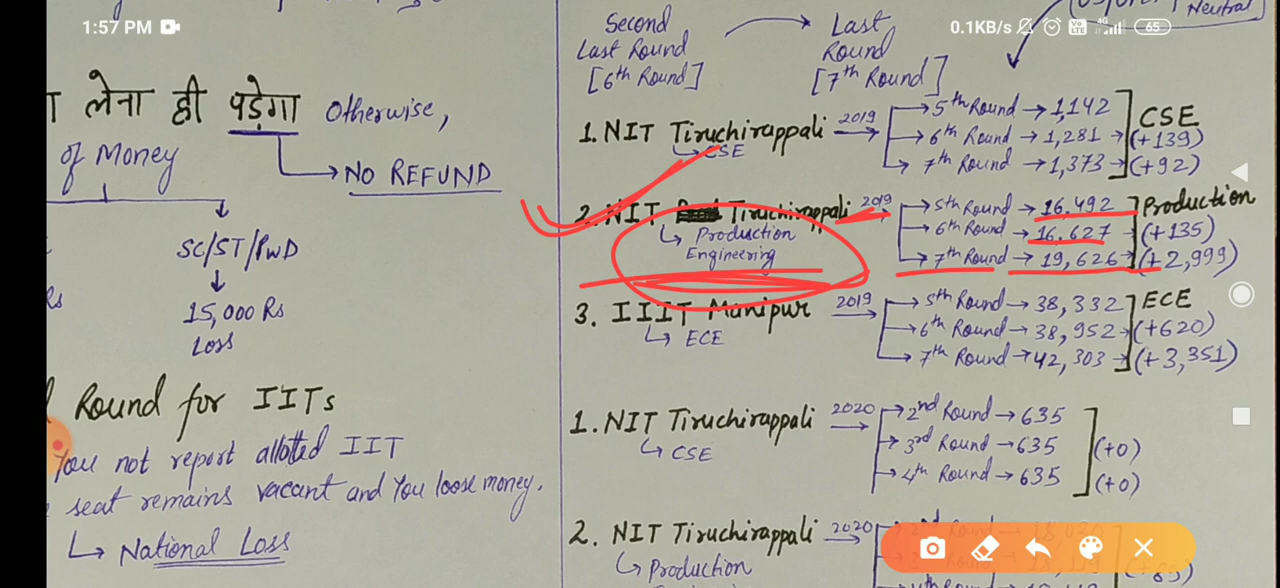 1:57 PM
0.1KB/s
4G
65
Neutral
ा लेना ही पड़ेगा Otherwise,
of Money
NO REFUND
SC/ST/PwD
15,000 Rs
Loss
Rs
Round for IITs
You not report allotted IIT
seat remains vacant and You loose money.
National Loss
Second
Last Round
[6th Round]
Last
Round
[7th Round]
1. NIT Tiruchirappali 2019
CSE
5th Round → 1,142
6th Round → 1,281 → (+139)
7th Round → 1,373 → (+92)
CSE
2. NIT Tiruchirappali 2019
Production
Engineering
5th Round → 16,492
6th Round → 16,627 → (+135)
7th Round → 19,626 → (+2,999)
Production
3. IIIT Manipur 2019
ECE
5th Round → 38,332
6th Round → 38,952 → (+620)
7th Round → 42,303 → (+3,351)
ECE
1. NIT Tiruchirappali 2020
CSE
2nd Round → 635
3rd Round → 635 (+0)
4th Round → 635 (+0)
2. NIT Tiruchirappali 2020
Production